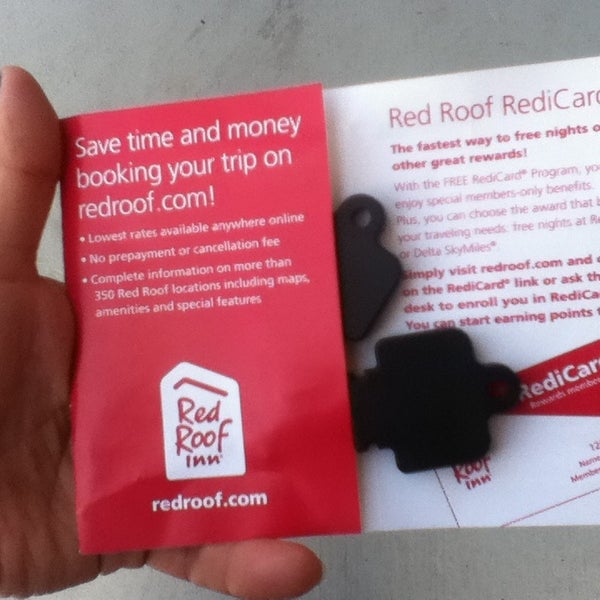 Save time and money
booking your trip on
redroof.com!
• Lowest rates available anywhere online
• No prepayment or cancellation fee
• Complete information on more than
350 Red Roof locations including maps,
amenities and special features
Red
Roof
Inn®
redroof.com
Red Roof RediCard
The fastest way to free nights
other great rewards!
With the FREE RediCard® Program, you
enjoy special members-only benefits.
Plus, you can choose the award that
your traveling needs: free nights at
or Delta SkyMiles®.
Simply visit redroof.com and
on the RediCard® link or ask
desk to enroll you in
You can start earning points
RediCard
Roof
Inn